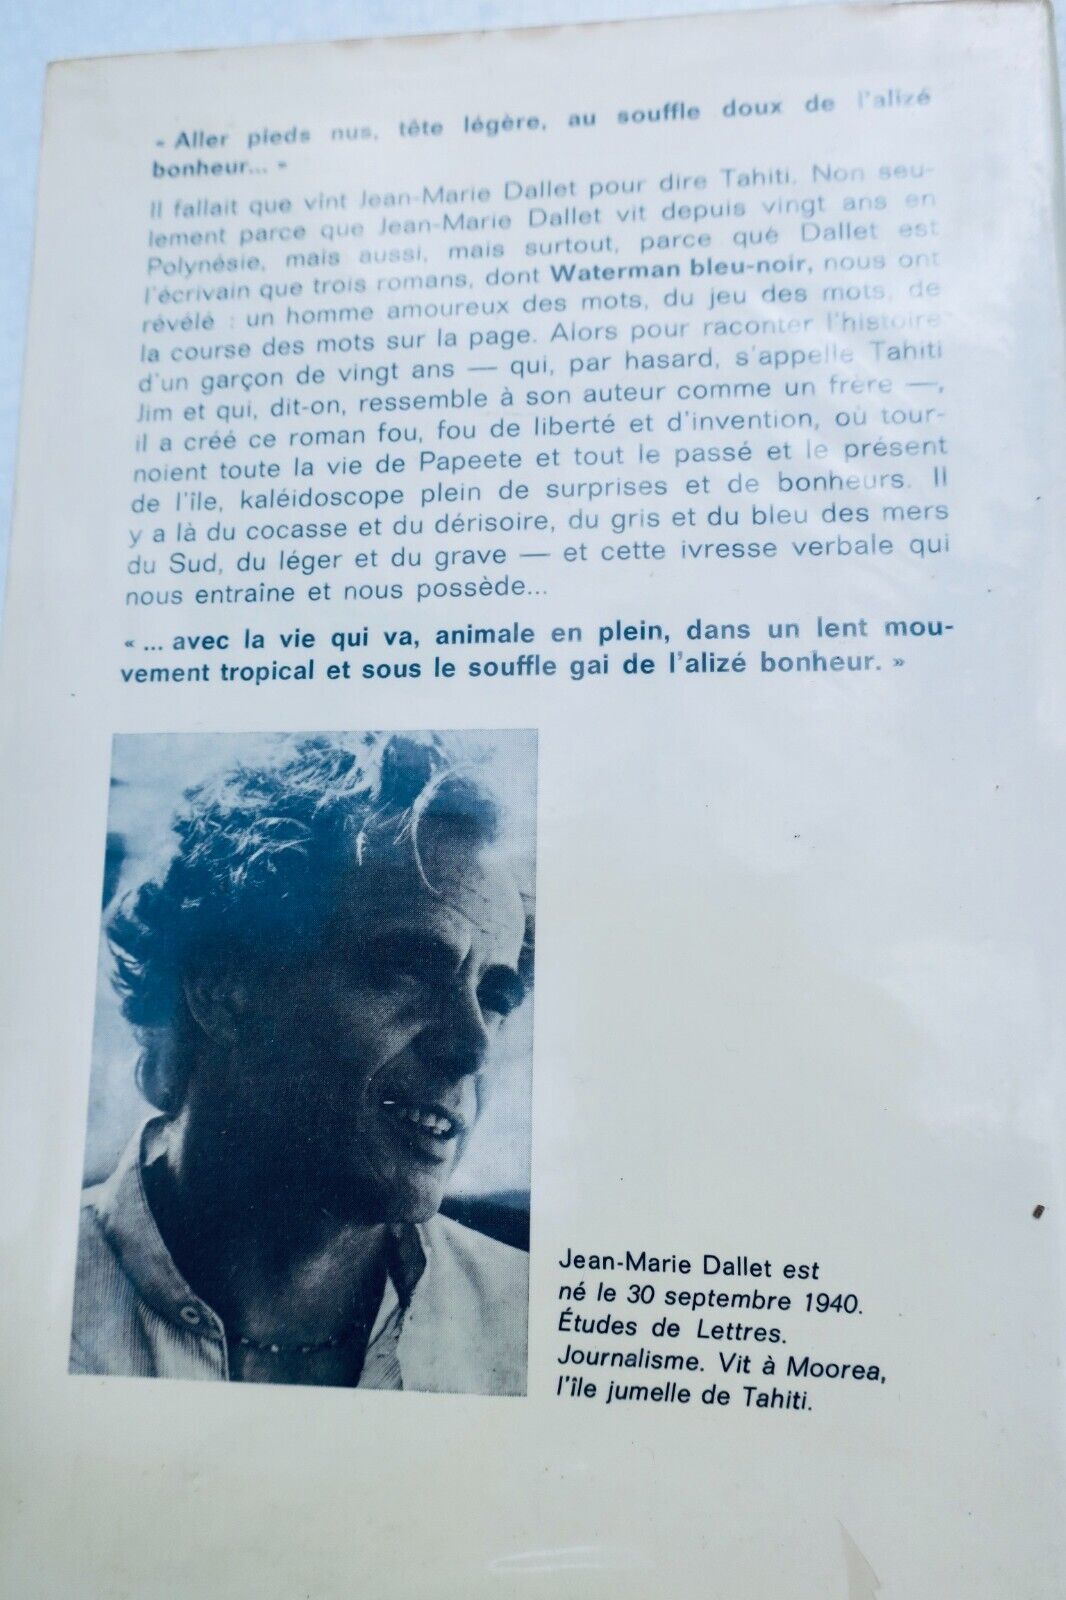 « Aller pieds nus, tête légère, au souffle doux de l'alizé
bonheur... »
Il fallait que vint Jean-Marie Dallet pour dire Tahiti. Non seu-
lement parce que Jean-Marie Dallet vit depuis vingt ans en
Polynésie, mais aussi, mais surtout, parce que Dallet est
l'écrivain que trois romans, dont Waterman bleu-noir, nous ont
révélé : un homme amoureux des mots, du jeu des mots, de
la course des mots sur la page. Alors pour raconter l'histoire
d'un garçon de vingt ans — qui, par hasard, s'appelle Tahiti
Jim et qui, dit-on, ressemble à son auteur comme un frère —,
il a créé ce roman fou, fou de liberté et d'invention, où tour-
noient toute la vie de Papeete et tout le passé et le présent
de l'île, kaléidoscope plein de surprises et de bonheurs. Il
y a là du cocasse et du dérisoire, du gris et du bleu des mers
du Sud, du léger et du grave — et cette ivresse verbale qui
nous entraîne et nous possède...
« ... avec la vie qui va, animale en plein, dans un lent mou-
vement tropical et sous le souffle gai de l'alizé bonheur. »
Jean-Marie Dallet est
né le 30 septembre 1940.
Études de Lettres.
Journalisme. Vit à Moorea,
l'île jumelle de Tahiti.